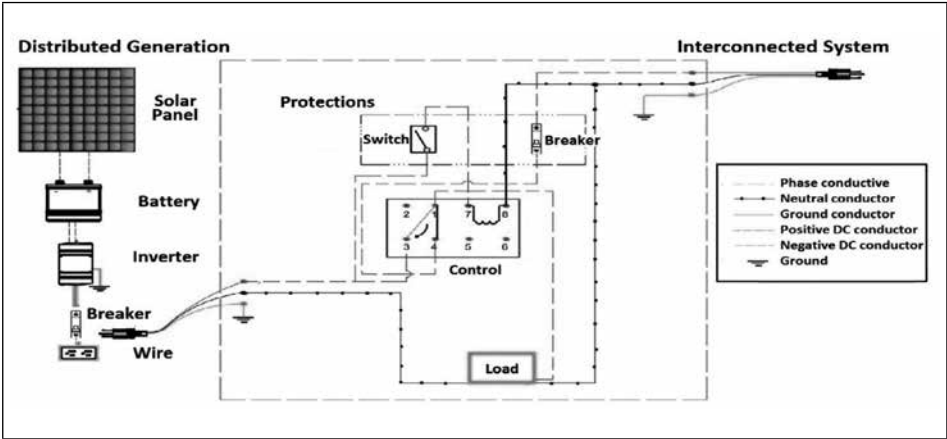 Distributed Generation
Interconnected System
Solar
Panel
Protections
Switch
Breaker
Battery
2 1 7 8
3 4 5 6
Control
Inverter
Breaker
Wire
Load
Phase conductive
Neutral conductor
Ground conductor
Positive DC conductor
Negative DC conductor
Ground